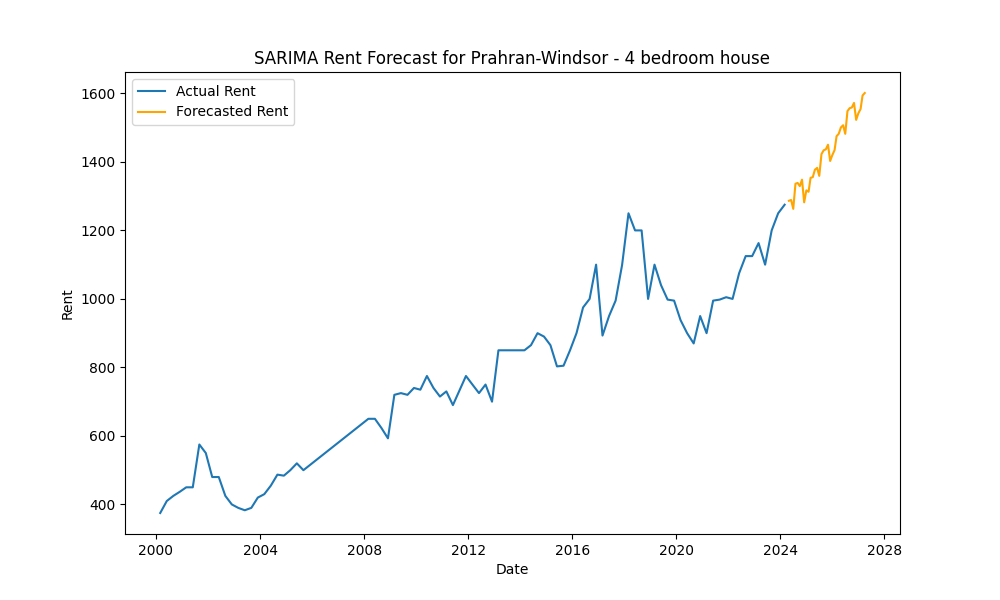 SARIMA Rent Forecast for Prahran-Windsor - 4 bedroom house
Actual Rent
Forecasted Rent
1600
1400
1200
1000
800
600
400
Rent
2000 2004 2008 2012 2016 2020 2024 2028
Date